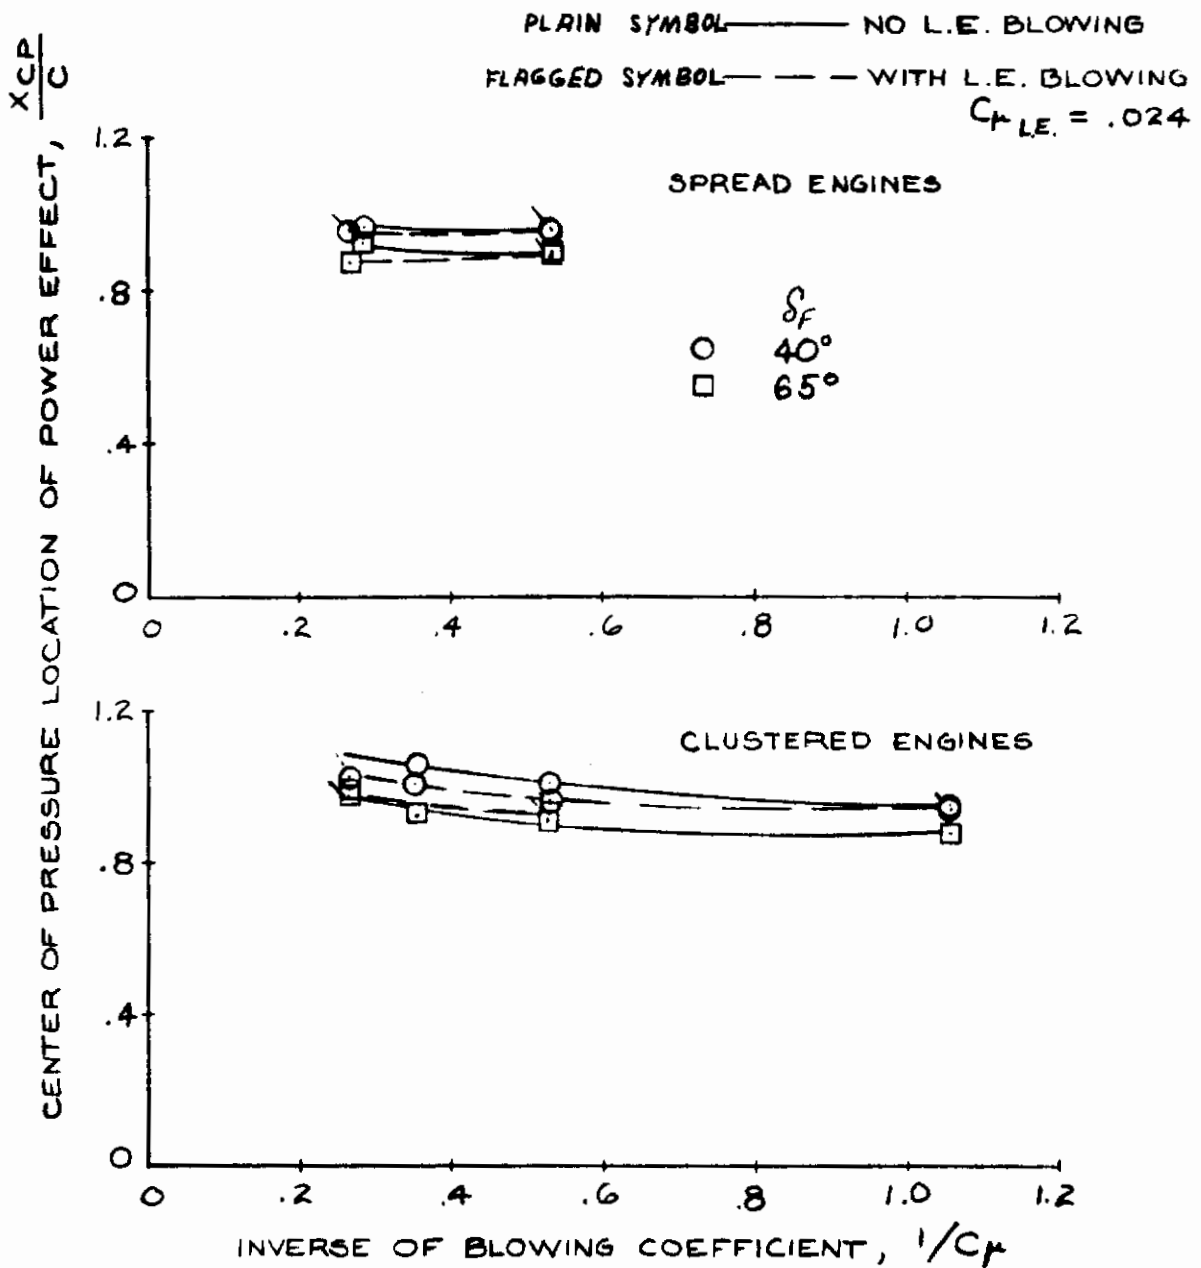 PLAIN SYMBOL ——— NO L.E. BLOWING
FLAGGED SYMBOL — — — WITH L.E. BLOWING
Cμ L.E. = .024
CENTER OF PRESSURE LOCATION OF POWER EFFECT, XCP/C
1.2
SPREAD ENGINES
.8
δF
○ 40°
□ 65°
.4
0
0 .2 .4 .6 .8 1.0 1.2
1.2
CLUSTERED ENGINES
.8
.4
0
0 .2 .4 .6 .8 1.0 1.2
INVERSE OF BLOWING COEFFICIENT, 1/Cμ